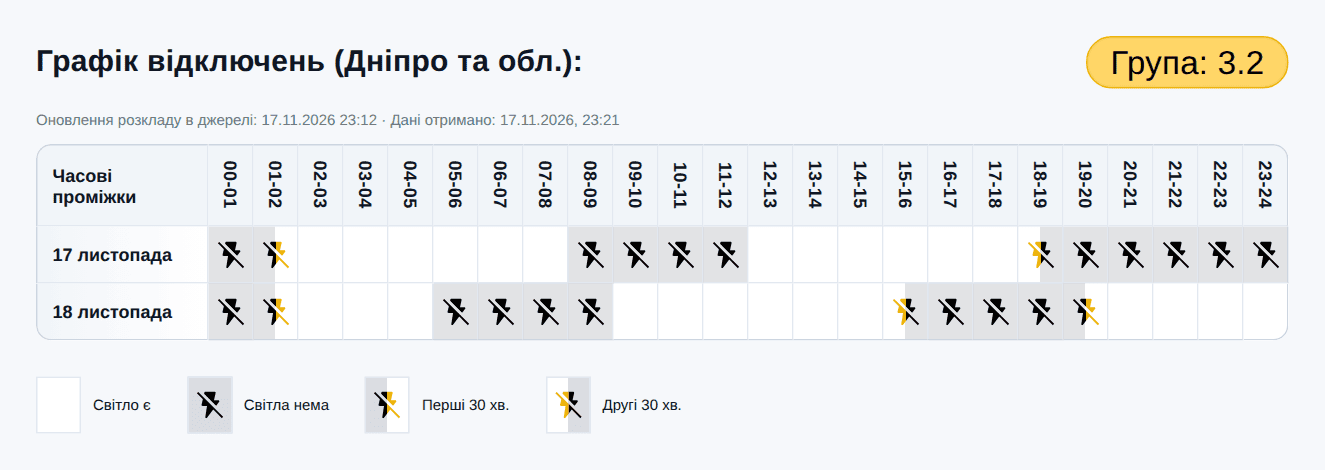 Графік відключень (Дніпро та обл.):
Група: 3.2
Оновлення розкладу в джерелі: 17.11.2026 23:12 · Дані отримано: 17.11.2026, 23:21
Часові
проміжки
00-01
01-02
02-03
03-04
04-05
05-06
06-07
07-08
08-09
09-10
10-11
11-12
12-13
13-14
14-15
15-16
16-17
17-18
18-19
19-20
20-21
21-22
22-23
23-24
17 листопада
18 листопада
Світло є
Світла нема
Перші 30 хв.
Другі 30 хв.